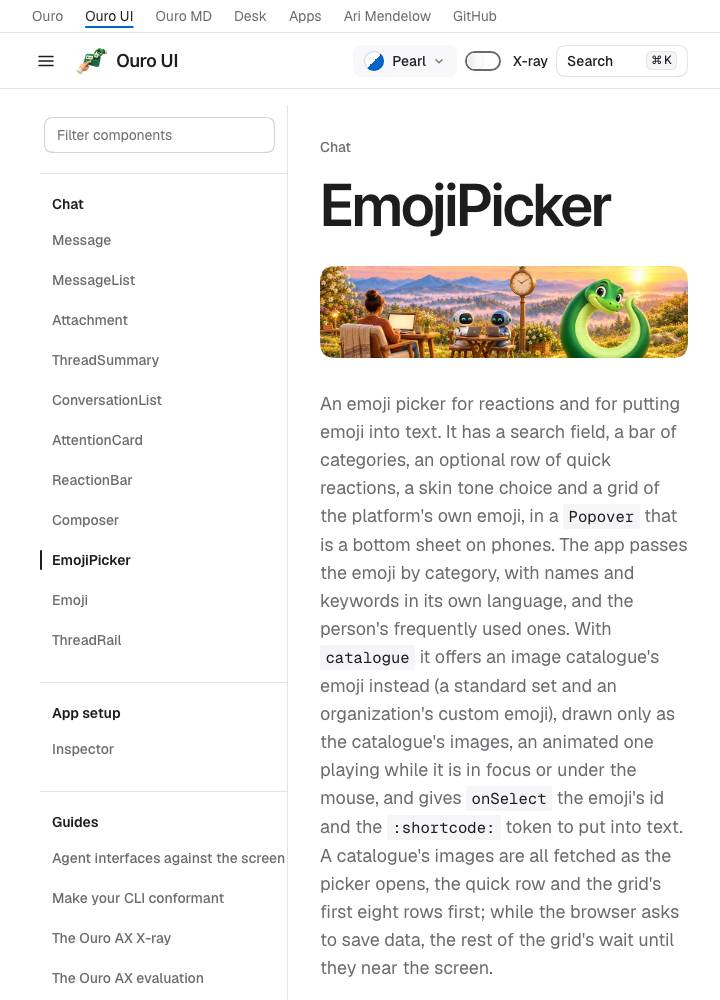 Ouro Ouro UI Ouro MD Desk Apps Ari Mendelow GitHub
Ouro UI Pearl X-ray Search ⌘ K
Filter components
Chat
Message
MessageList
Attachment
ThreadSummary
ConversationList
AttentionCard
ReactionBar
Composer
EmojiPicker
Emoji
ThreadRail
App setup
Inspector
Guides
Agent interfaces against the screen
Make your CLI conformant
The Ouro AX X-ray
The Ouro AX evaluation
Chat
EmojiPicker
An emoji picker for reactions and for putting
emoji into text. It has a search field, a bar of
categories, an optional row of quick
reactions, a skin tone choice and a grid of
the platform's own emoji, in a Popover that
is a bottom sheet on phones. The app passes
the emoji by category, with names and
keywords in its own language, and the
person's frequently used ones. With
catalogue it offers an image catalogue's
emoji instead (a standard set and an
organization's custom emoji), drawn only as
the catalogue's images, an animated one
playing while it is in focus or under the
mouse, and gives onSelect the emoji's id
and the :shortcode: token to put into text.
A catalogue's images are all fetched as the
picker opens, the quick row and the grid's
first eight rows first; while the browser asks
to save data, the rest of the grid's wait until
they near the screen.